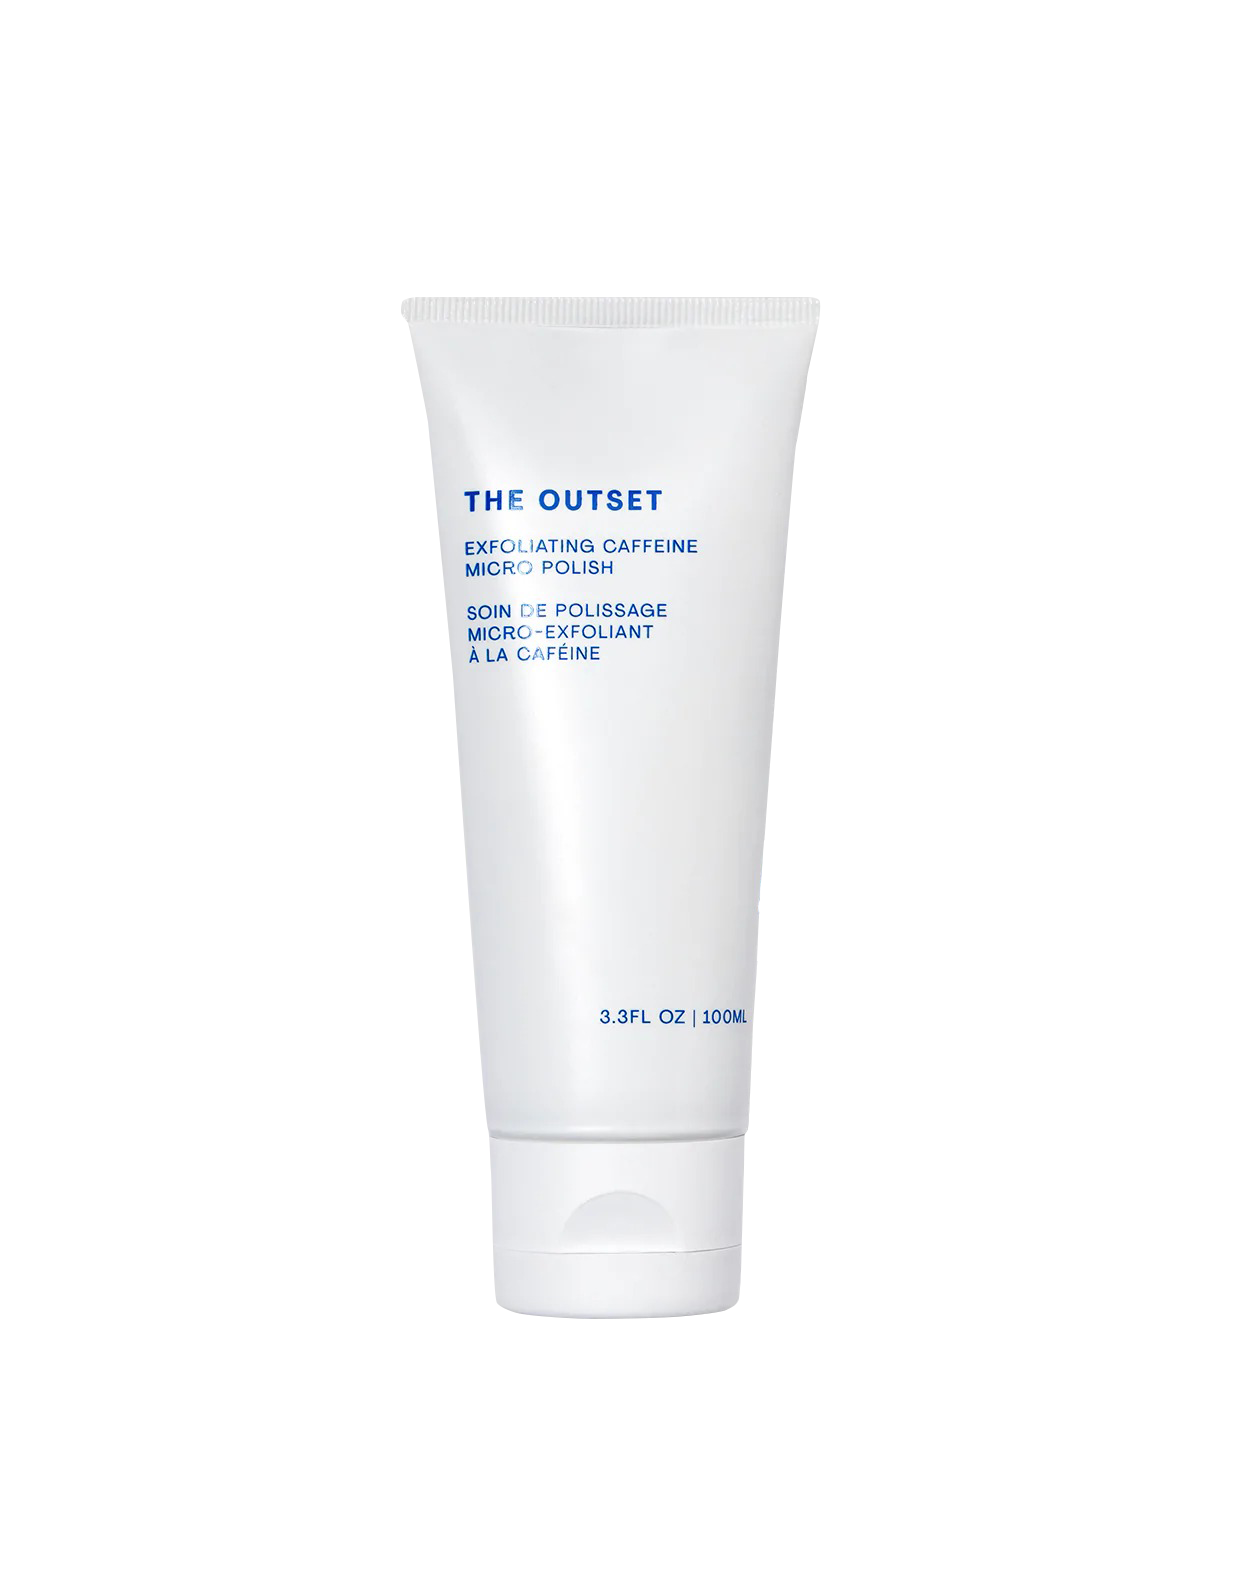 THE OUTSET
EXFOLIATING CAFFEINE
MICRO POLISH
SOIN DE POLISSAGE
MICRO-EXFOLIANT
À LA CAFÉINE
3.3FL OZ | 100ML